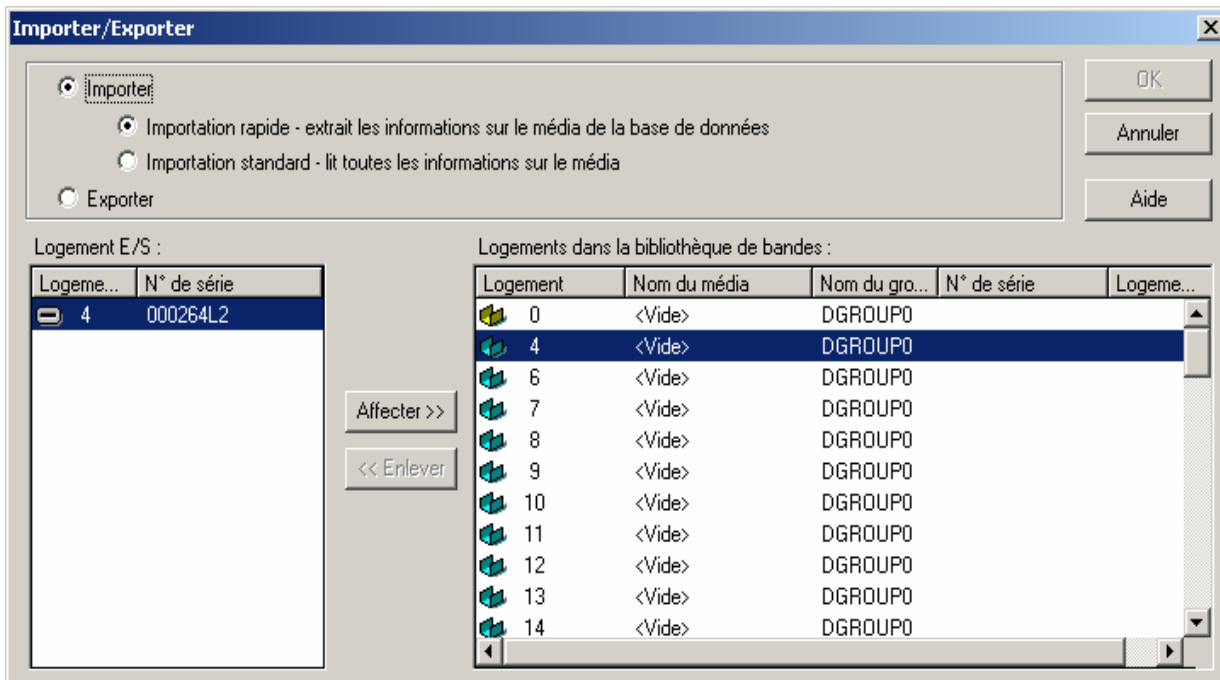 Importer/Exporter
Importer
Importation rapide - extrait les informations sur le média de la base de données
Importation standard - lit toutes les informations sur le média
Exporter
OK
Annuler
Aide
Logement E/S :
Logeme... N° de série
4 000264L2
Affecter >>
<< Enlever
Logements dans la bibliothèque de bandes :
Logement Nom du média Nom du gro... N° de série Logeme...
0 <Vide> DGROUP0
4 <Vide> DGROUP0
6 <Vide> DGROUP0
7 <Vide> DGROUP0
8 <Vide> DGROUP0
9 <Vide> DGROUP0
10 <Vide> DGROUP0
11 <Vide> DGROUP0
12 <Vide> DGROUP0
13 <Vide> DGROUP0
14 <Vide> DGROUP0